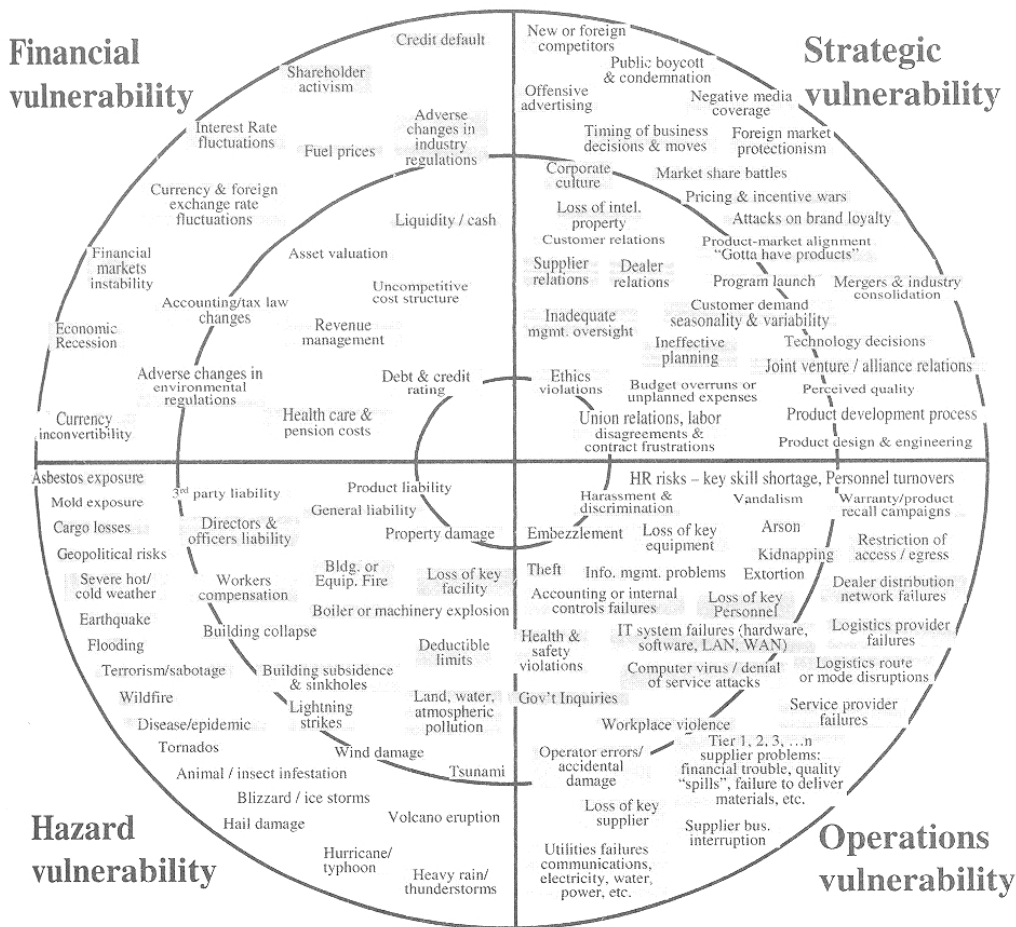 Financial
vulnerability
Credit default
Shareholder
activism
Interest Rate
fluctuations
Fuel prices
Adverse
changes in
industry
regulations
Currency & foreign
exchange rate
fluctuations
Liquidity / cash
Asset valuation
Financial
markets
instability
Accounting/tax law
changes
Uncompetitive
cost structure
Revenue
management
Economic
Recession
Adverse changes in
environmental
regulations
Debt & credit
rating
Health care &
pension costs
Currency
inconvertibility
Strategic
vulnerability
New or foreign
competitors
Public boycott
& condemnation
Offensive
advertising
Negative media
coverage
Timing of business
decisions & moves
Foreign market
protectionism
Corporate
culture
Market share battles
Pricing & incentive wars
Loss of intel.
property
Attacks on brand loyalty
Customer relations
Product-market alignment
“Gotta have products”
Supplier
relations
Dealer
relations
Program launch
Mergers & industry
consolidation
Customer demand
seasonality & variability
Inadequate
mgmt. oversight
Ineffective
planning
Technology decisions
Joint venture / alliance relations
Ethics
violations
Budget overruns or
unplanned expenses
Perceived quality
Union relations, labor
disagreements &
contract frustrations
Product development process
Product design & engineering
Asbestos exposure
Mold exposure
3rd party liability
Product liability
General liability
Cargo losses
Directors &
officers liability
Property damage
Geopolitical risks
Severe hot/
cold weather
Workers
compensation
Bldg. or
Equip. Fire
Loss of key
facility
Earthquake
Boiler or machinery explosion
Building collapse
Flooding
Deductible
limits
Terrorism/sabotage
Building subsidence
& sinkholes
Wildfire
Lightning
strikes
Land, water,
atmospheric
pollution
Disease/epidemic
Tornados
Wind damage
Animal / insect infestation
Tsunami
Blizzard / ice storms
Hail damage
Volcano eruption
Hurricane/
typhoon
Heavy rain/
thunderstorms
Hazard
vulnerability
HR risks – key skill shortage, Personnel turnovers
Harassment &
discrimination
Vandalism
Warranty/product
recall campaigns
Embezzlement
Loss of key
equipment
Arson
Restriction of
access / egress
Kidnapping
Theft
Info. mgmt. problems
Extortion
Dealer distribution
network failures
Accounting or internal
controls failures
Loss of key
Personnel
Logistics provider
failures
Health &
safety
violations
IT system failures (hardware,
software, LAN, WAN)
Computer virus / denial
of service attacks
Logistics route
or mode disruptions
Gov’t Inquiries
Service provider
failures
Workplace violence
Operator errors/
accidental
damage
Tier 1, 2, 3, …n
supplier problems:
financial trouble, quality
“spills”, failure to deliver
materials, etc.
Loss of key
supplier
Supplier bus.
interruption
Utilities failures
communications,
electricity, water,
power, etc.
Operations
vulnerability